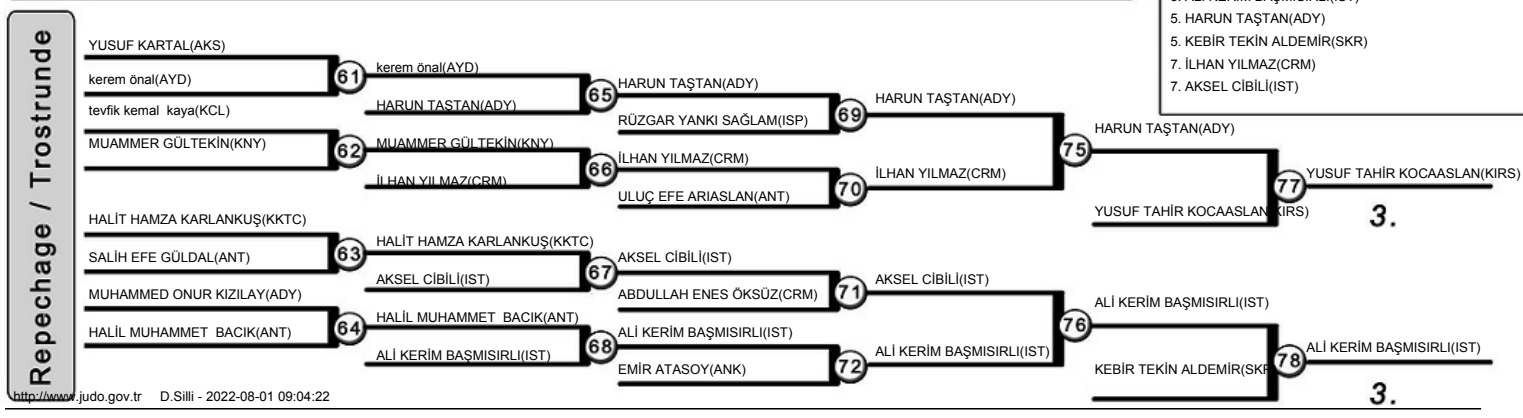 5. HARUN TAŞTAN(ADY)
5. KEBİR TEKİN ALDEMİR(SKR)
7. İLHAN YILMAZ(CRM)
7. AKSEL CİBİLİ(IST)
Repechage / Trostrunde
YUSUF KARTAL(AKS)
kerem önal(AYD)
tevfik kemal  kaya(KCL)
MUAMMER GÜLTEKİN(KNY)
HALİT HAMZA KARLANKUŞ(KKTC)
SALİH EFE GÜLDAL(ANT)
MUHAMMED ONUR KIZILAY(ADY)
HALİL MUHAMMET  BACIK(ANT)
61
62
63
64
kerem önal(AYD)
HARUN TAŞTAN(ADY)
MUAMMER GÜLTEKİN(KNY)
İLHAN YILMAZ(CRM)
HALİT HAMZA KARLANKUŞ(KKTC)
AKSEL CİBİLİ(IST)
HALİL MUHAMMET  BACIK(ANT)
ALİ KERİM BAŞMISIRLI(IST)
65
66
67
68
HARUN TAŞTAN(ADY)
RÜZGAR YANKI SAĞLAM(ISP)
İLHAN YILMAZ(CRM)
ULUÇ EFE ARIASLAN(ANT)
AKSEL CİBİLİ(IST)
ABDULLAH ENES ÖKSÜZ(CRM)
ALİ KERİM BAŞMISIRLI(IST)
EMİR ATASOY(ANK)
69
70
71
72
HARUN TAŞTAN(ADY)
İLHAN YILMAZ(CRM)
AKSEL CİBİLİ(IST)
ALİ KERİM BAŞMISIRLI(IST)
75
76
HARUN TAŞTAN(ADY)
YUSUF TAHİR KOCAASLAN(KIRS)
ALİ KERİM BAŞMISIRLI(IST)
KEBİR TEKİN ALDEMİR(SKR
77
78
YUSUF TAHİR KOCAASLAN(KIRS)
3.
ALİ KERİM BAŞMISIRLI(IST)
3.
http://www.judo.gov.tr    D.Silli - 2022-08-01 09:04:22